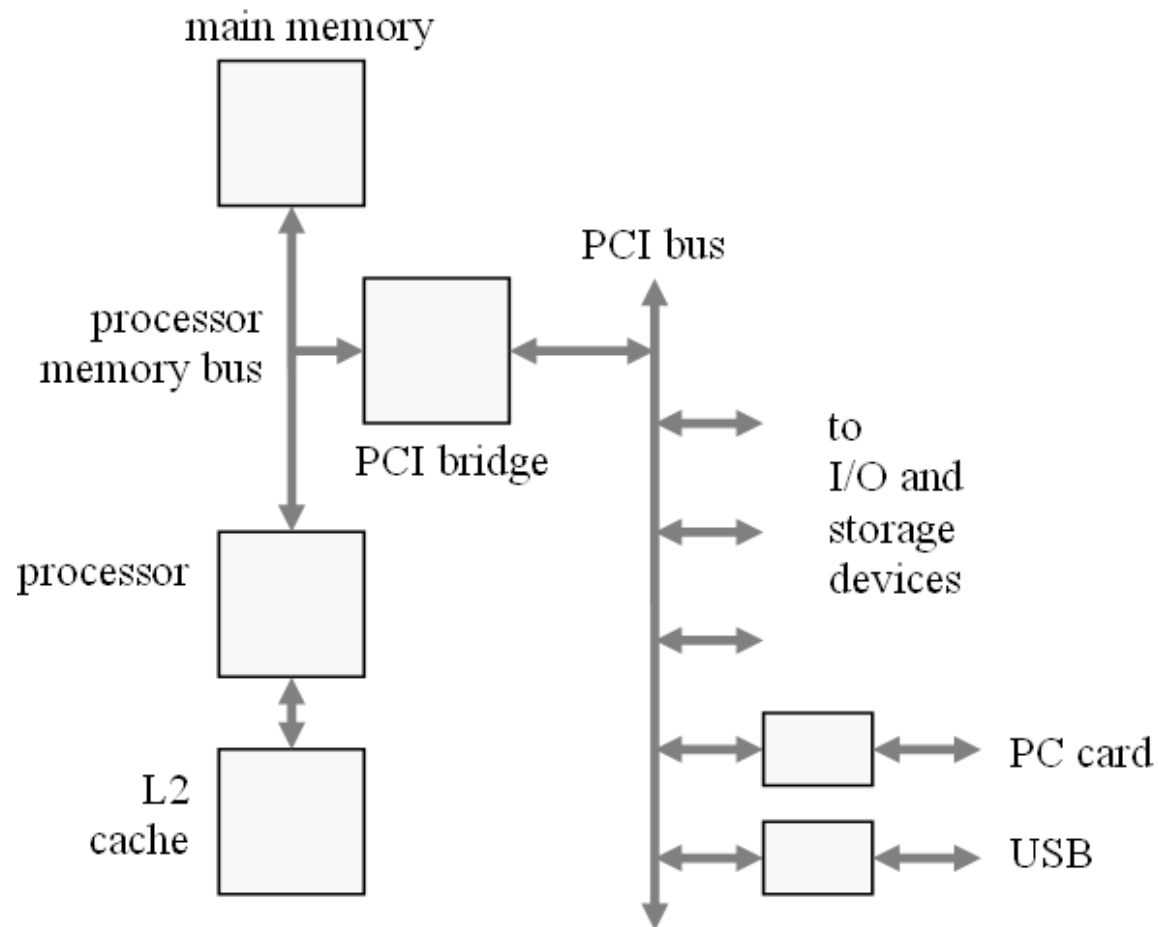 main memory
PCI bus
processor
memory bus
PCI bridge
to
I/O and
storage
devices
processor
PC card
L2
cache
USB